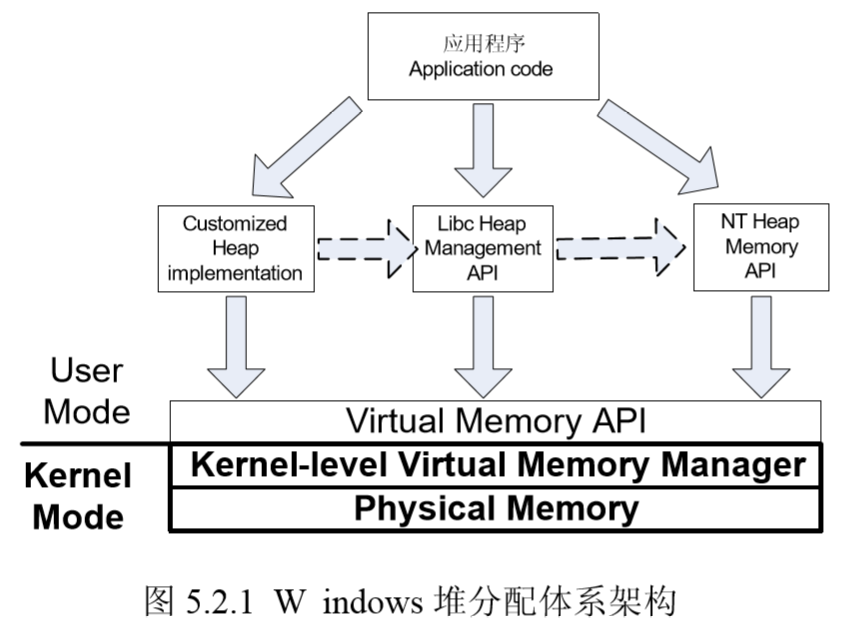 应用程序
Application code
Customized
Heap
implementation
Libc Heap
Management
API
NT Heap
Memory
API
User
Mode
Virtual Memory API
Kernel
Mode
Kernel-level Virtual Memory Manager
Physical Memory
图 5.2.1 W indows 堆分配体系架构